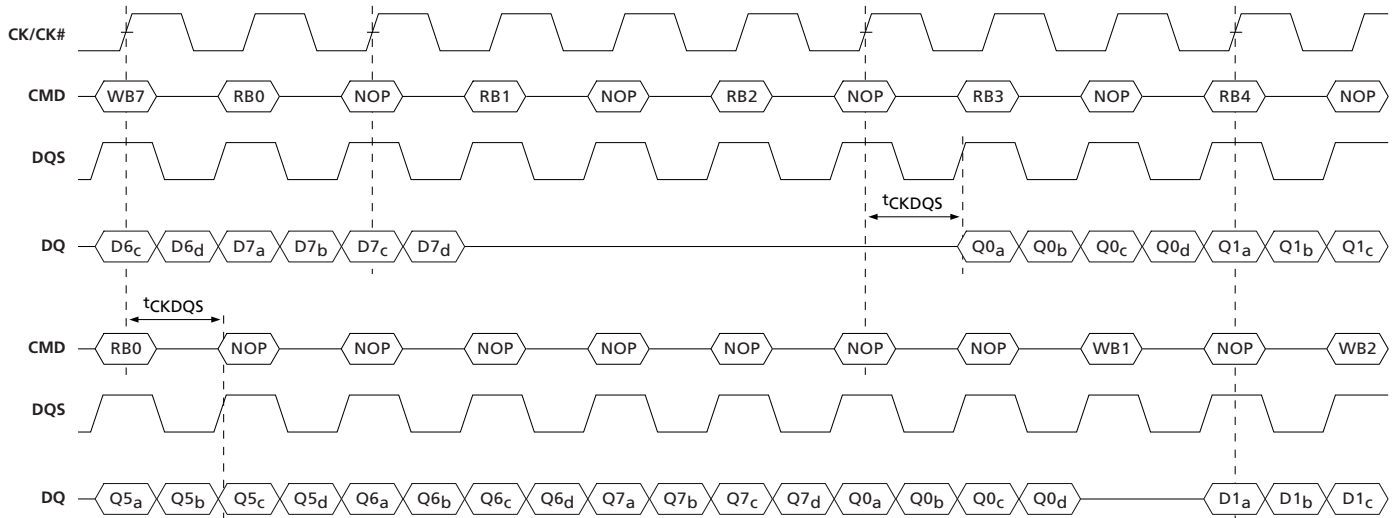 CK/CK#
CMD WB7 RB0 NOP RB1 NOP RB2 NOP RB3 NOP RB4 NOP
DQS
tCKDQS
DQ D6c D6d D7a D7b D7c D7d Q0a Q0b Q0c Q0d Q1a Q1b Q1c
tCKDQS
CMD RB0 NOP NOP NOP NOP NOP NOP NOP WB1 NOP WB2
DQS
DQ Q5a Q5b Q5c Q5d Q6a Q6b Q6c Q6d Q7a Q7b Q7c Q7d Q0a Q0b Q0c Q0d D1a D1b D1c